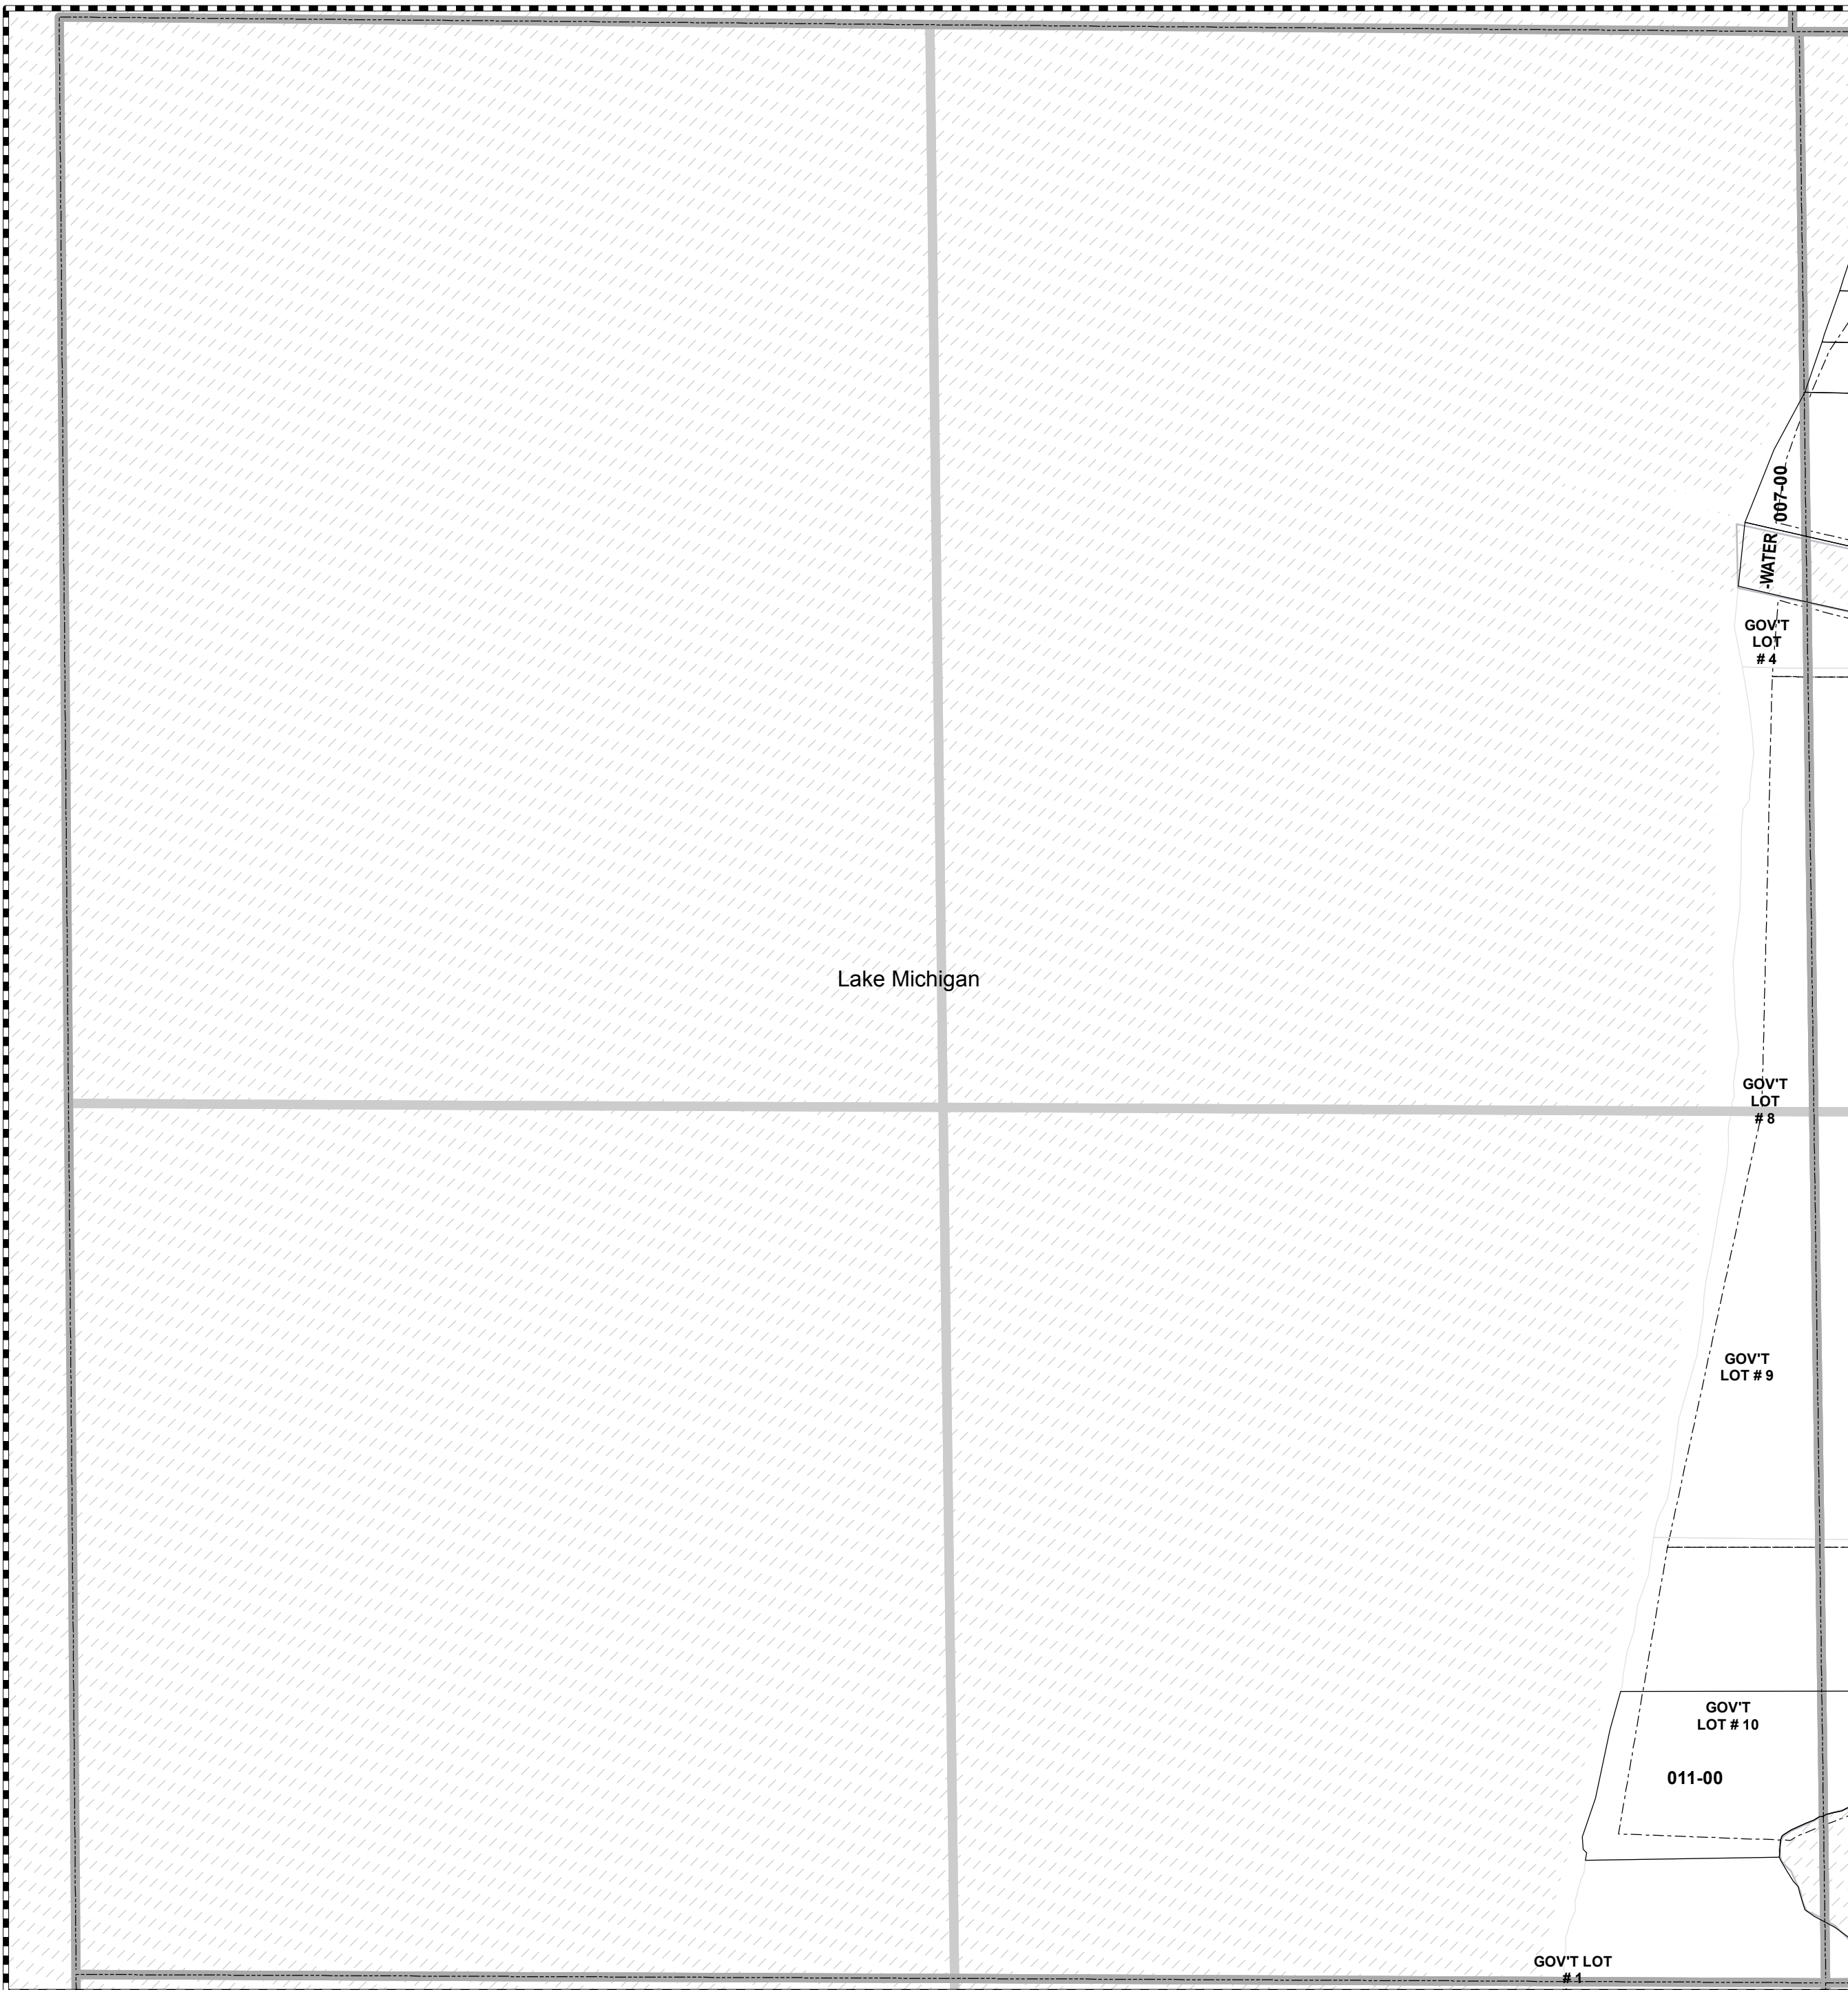 007-00
-WATER
GOV'T
LOT
# 4
Lake Michigan
GOV'T
LOT
# 8
GOV'T
LOT # 9
GOV'T
LOT # 10
011-00
GOV'T LOT
# 1